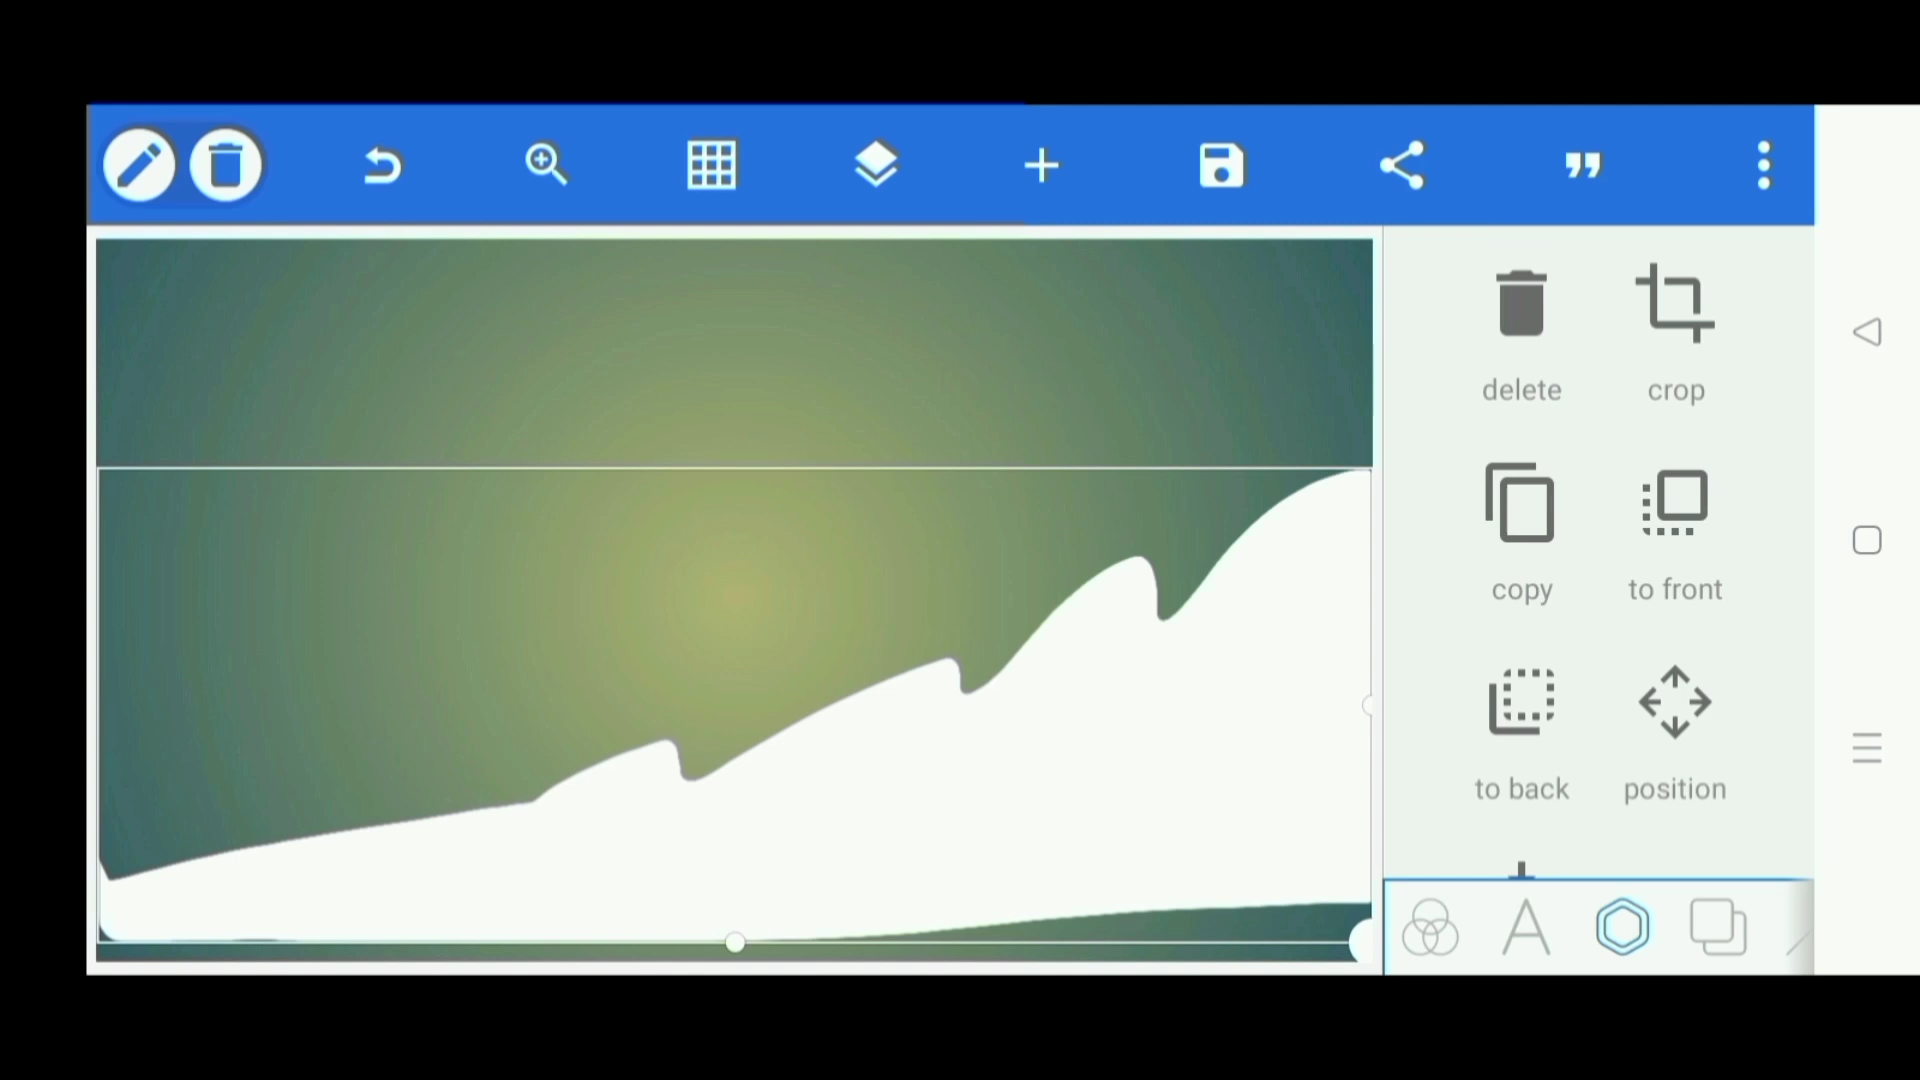 delete
crop
copy
to front
to back
position